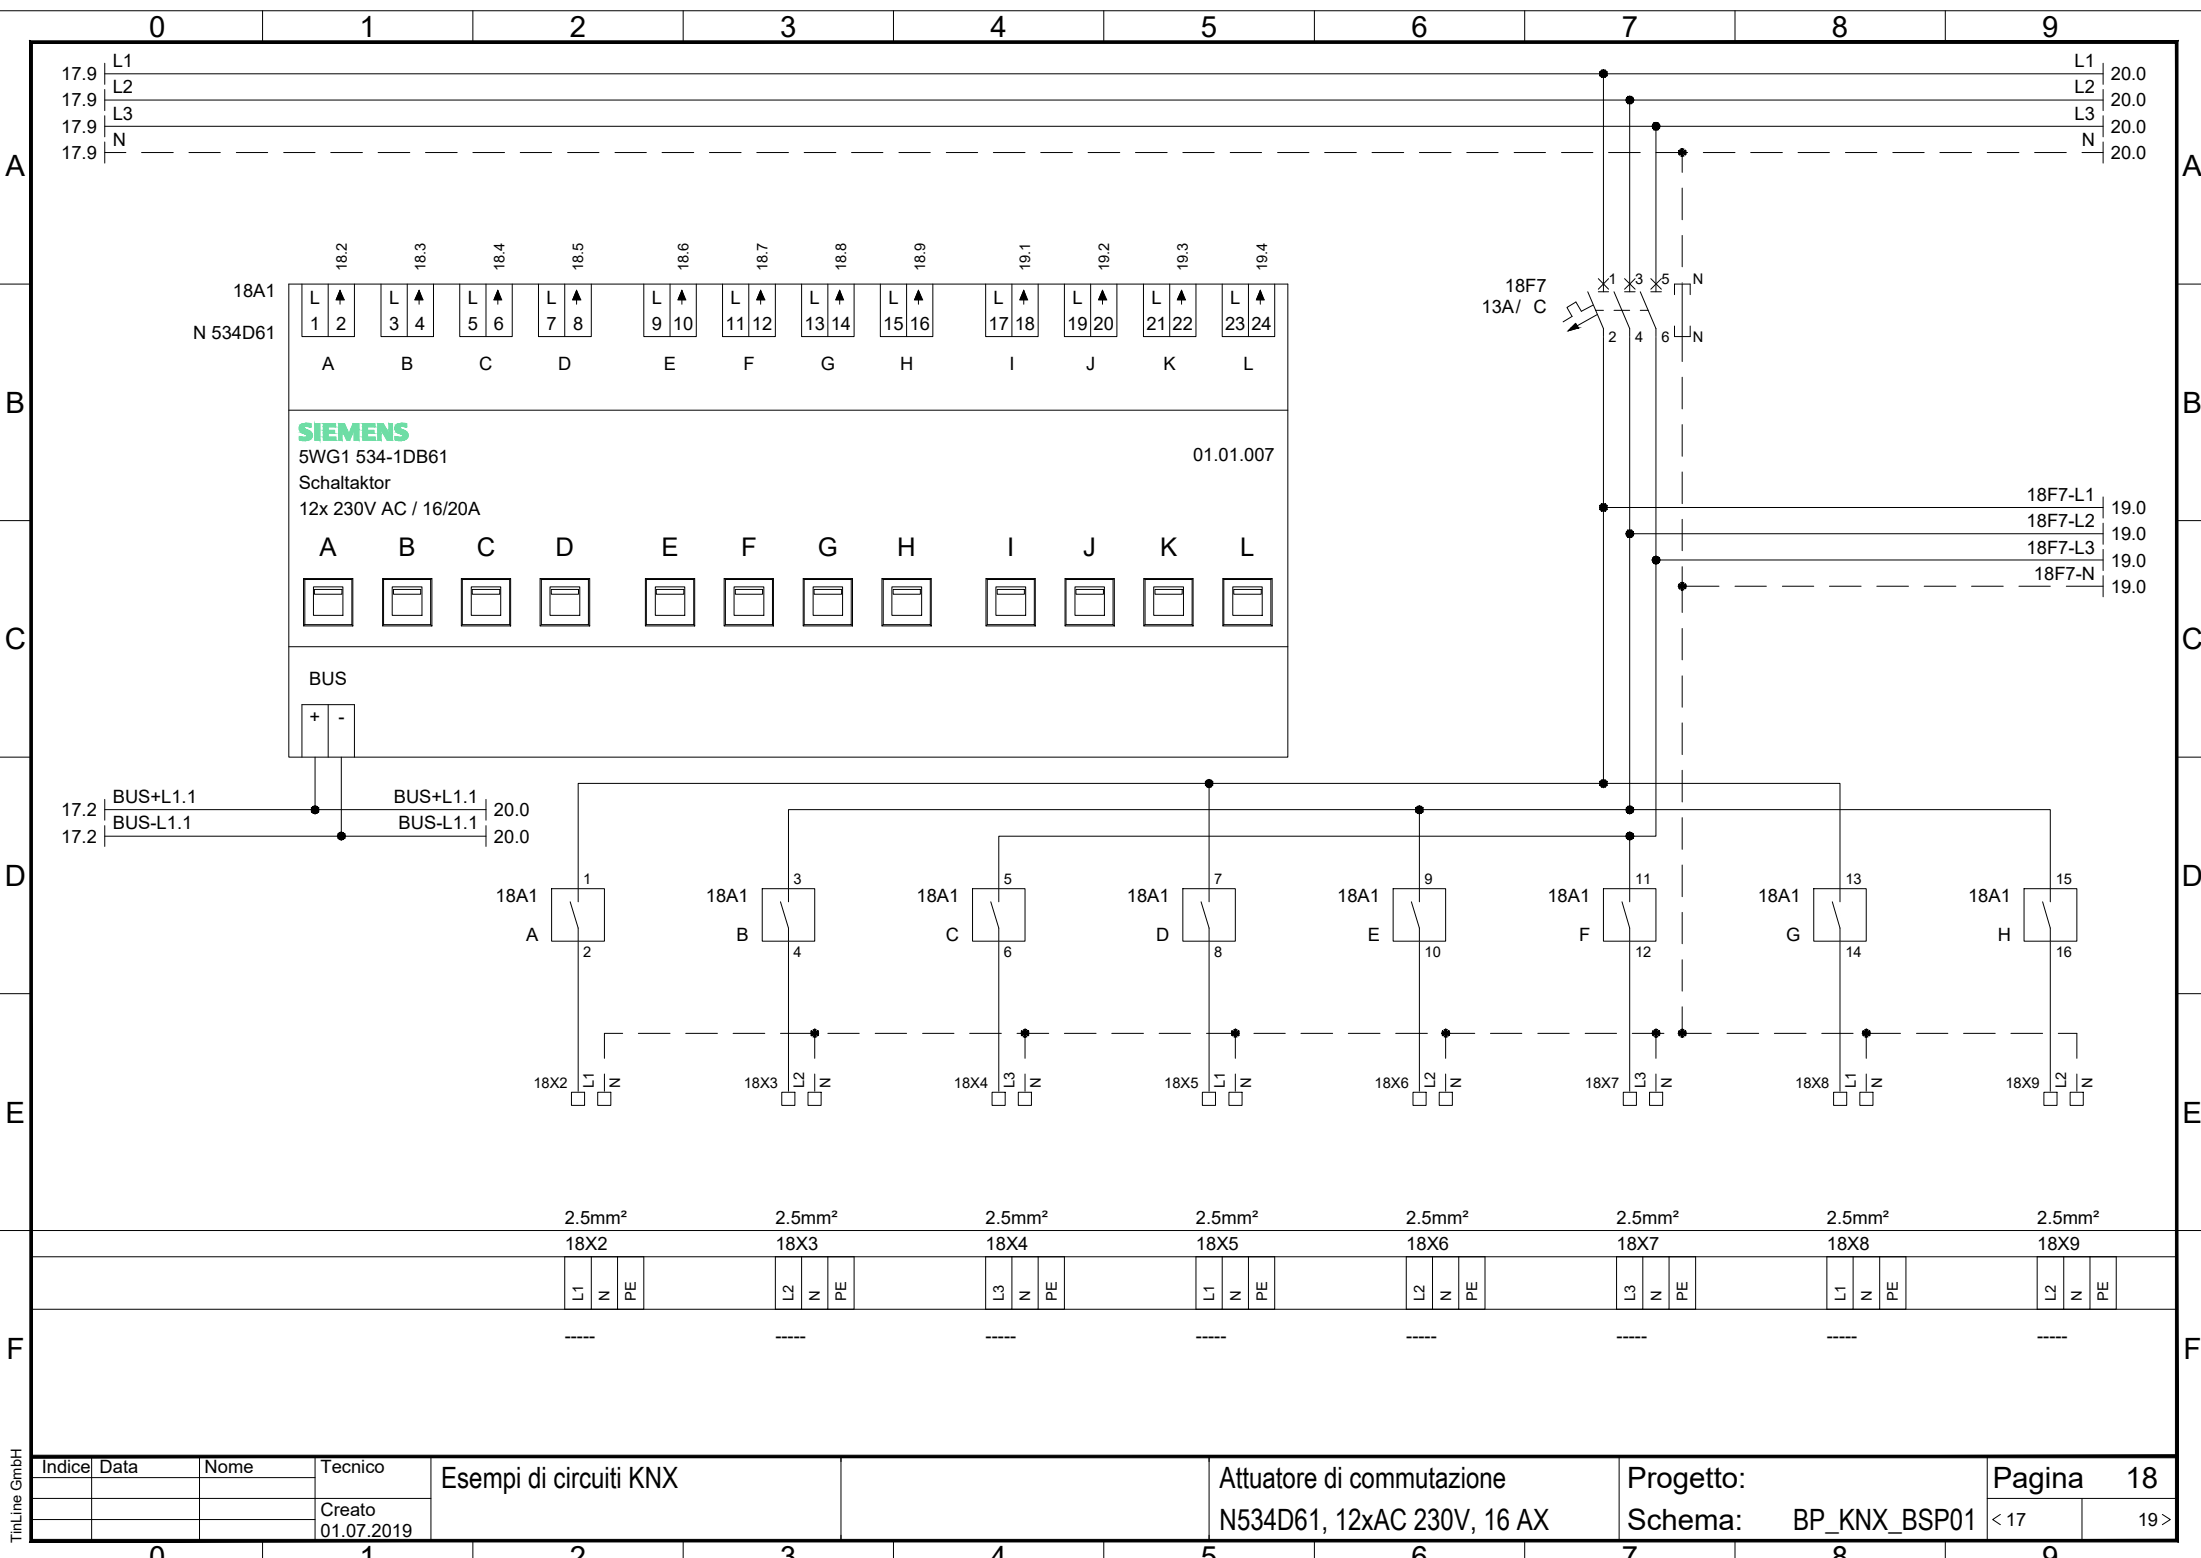 0 1 2 3 4 5 6 7 8 9
17.9 L1 L1 20.0
17.9 L2 L2 20.0
17.9 L3 L3 20.0
17.9 N N 20.0
A A
18.2 18.3 18.4 18.5 18.6 18.7 18.8 18.9 19.1 19.2 19.3 19.4
18A1 L L L L L L L L L L L L
N 534D61 1 2 3 4 5 6 7 8 9 10 11 12 13 14 15 16 17 18 19 20 21 22 23 24
A B C D E F G H I J K L
18F7 1 3 5 N
13A/ C
2 4 6 N
B B
SIEMENS
5WG1 534-1DB61 01.01.007
Schaltaktor
12x 230V AC / 16/20A
18F7-L1 19.0
18F7-L2 19.0
18F7-L3 19.0
18F7-N 19.0
A B C D E F G H I J K L
C C
BUS
+ -
17.2 BUS+L1.1 BUS+L1.1 20.0
17.2 BUS-L1.1 BUS-L1.1 20.0
D D
1 3 5 7 9 11 13 15
18A1 18A1 18A1 18A1 18A1 18A1 18A1 18A1
A B C D E F G H
2 4 6 8 10 12 14 16
18X2 L1 N 18X3 L2 N 18X4 L3 N 18X5 L1 N 18X6 L2 N 18X7 L3 N 18X8 L1 N 18X9 L2 N
E E
2.5mm² 2.5mm² 2.5mm² 2.5mm² 2.5mm² 2.5mm² 2.5mm² 2.5mm²
18X2 18X3 18X4 18X5 18X6 18X7 18X8 18X9
L1 N PE L2 N PE L3 N PE L1 N PE L2 N PE L3 N PE L1 N PE L2 N PE
----- ----- ----- ----- ----- ----- ----- -----
F F
TinLine GmbH
Indice Data Nome Tecnico
Creato
01.07.2019
Esempi di circuiti KNX
Attuatore di commutazione
N534D61, 12xAC 230V, 16 AX
Progetto:
Schema: BP_KNX_BSP01
Pagina 18
< 17 19 >
0 1 2 3 4 5 6 7 8 9